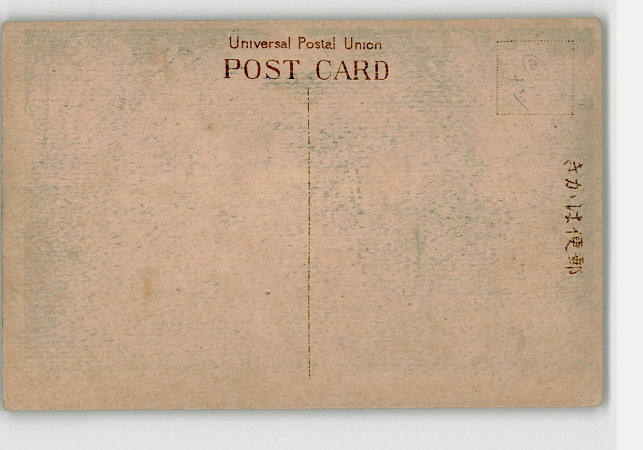 Universal Postal Union
POST CARD
きかは便郵